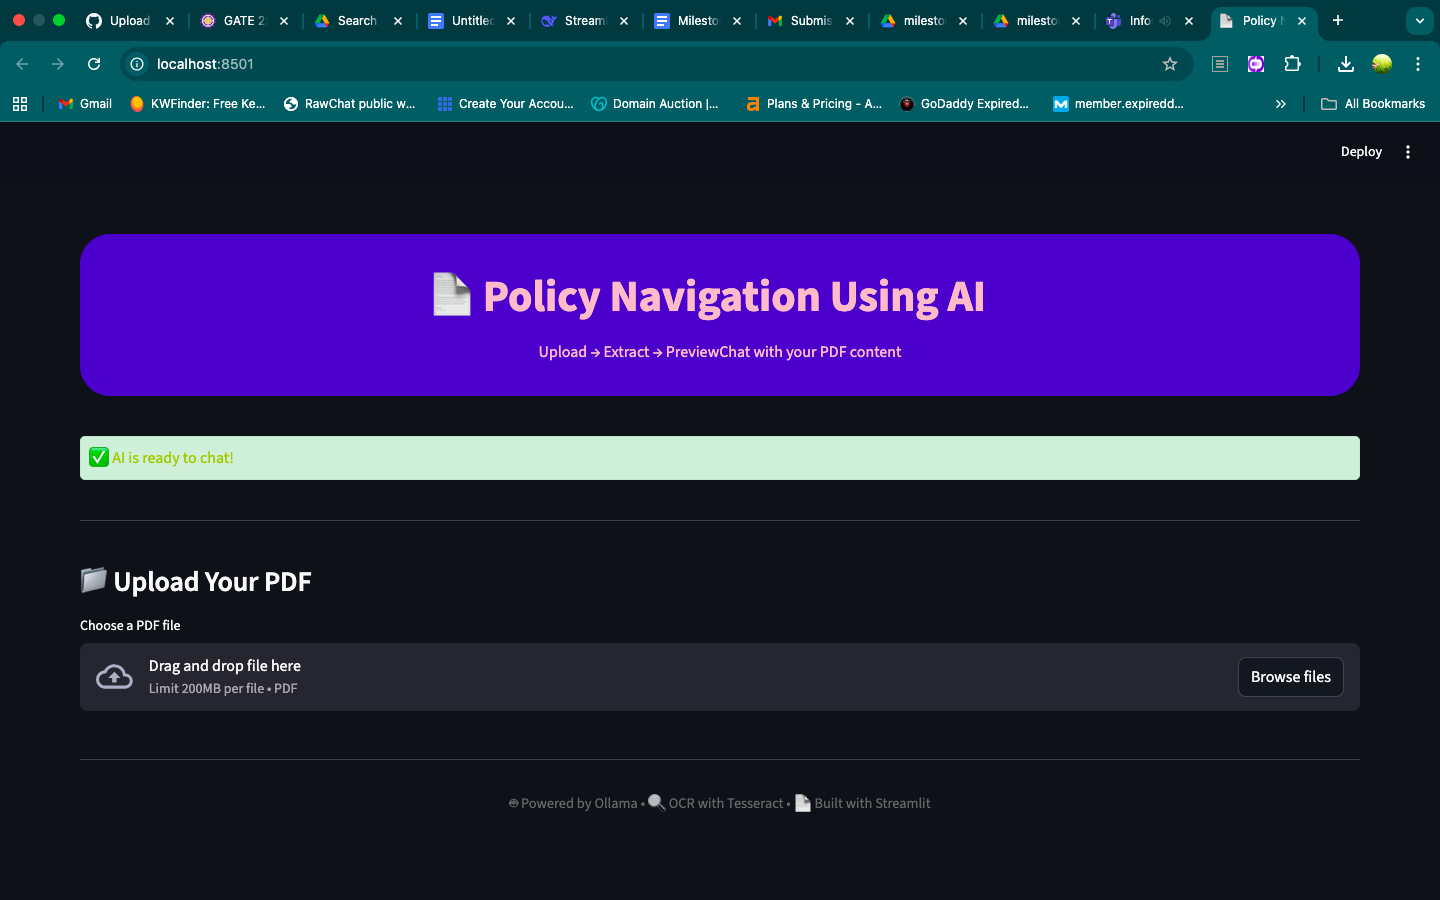 Upload
GATE 2
Search
Untitled
Streaml
Milesto
Submis
milesto
milesto
Info
Policy N
localhost:8501
Gmail
KWFinder: Free Ke...
RawChat public w...
Create Your Accou...
Domain Auction |...
Plans & Pricing - A...
GoDaddy Expired...
member.expiredd...
All Bookmarks
Deploy
Policy Navigation Using AI
Upload → Extract → PreviewChat with your PDF content
AI is ready to chat!
Upload Your PDF
Choose a PDF file
Drag and drop file here
Limit 200MB per file • PDF
Browse files
Powered by Ollama • OCR with Tesseract • Built with Streamlit